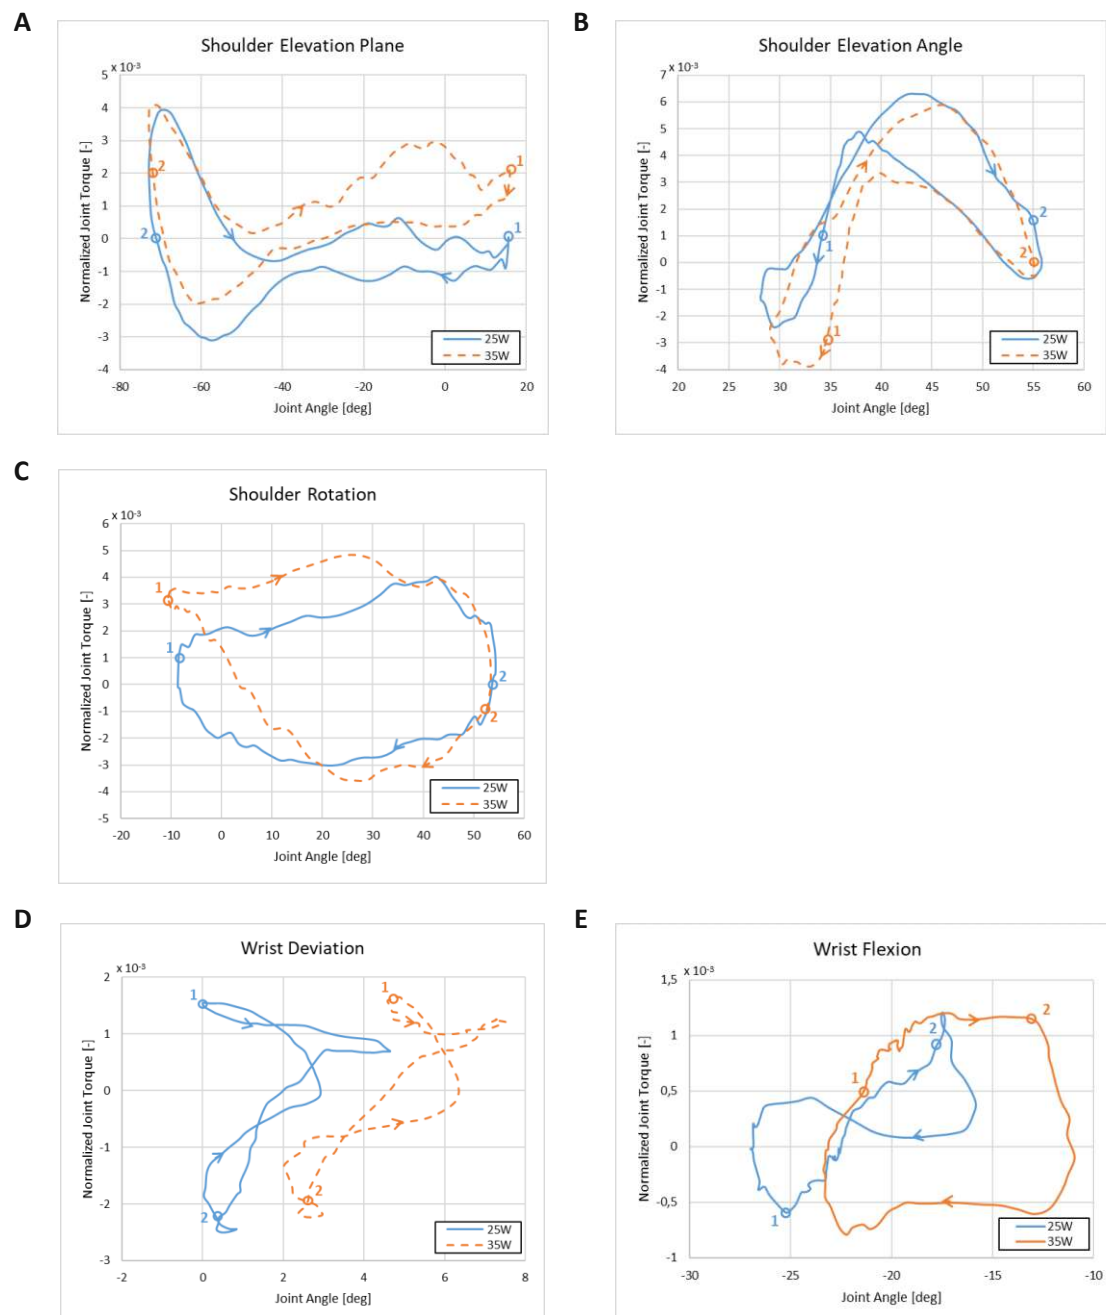 A
Shoulder Elevation Plane
x 10⁻³
Normalized Joint Torque [-]
5
4
3
2
1
0
-1
-2
-3
-4
2
2
1
1
25W
35W
-80 -60 -40 -20 0 20
Joint Angle [deg]
B
Shoulder Elevation Angle
x 10⁻³
Normalized Joint Torque [-]
7
6
5
4
3
2
1
0
-1
-2
-3
-4
1
1
2
2
25W
35W
20 25 30 35 40 45 50 55 60
Joint Angle [deg]
C
Shoulder Rotation
x 10⁻³
Normalized Joint Torque [-]
6
5
4
3
2
1
0
-1
-2
-3
-4
-5
1
1
2
2
25W
35W
-20 -10 0 10 20 30 40 50 60
Joint Angle [deg]
D
Wrist Deviation
x 10⁻³
Normalized Joint Torque [-]
2
1
0
-1
-2
-3
1
1
2
2
25W
35W
-2 0 2 4 6 8
Joint Angle [deg]
E
Wrist Flexion
x 10⁻³
Normalized Joint Torque [-]
1,5
1
0,5
0
-0,5
-1
2
2
1
1
25W
35W
-30 -25 -20 -15 -10
Joint Angle [deg]